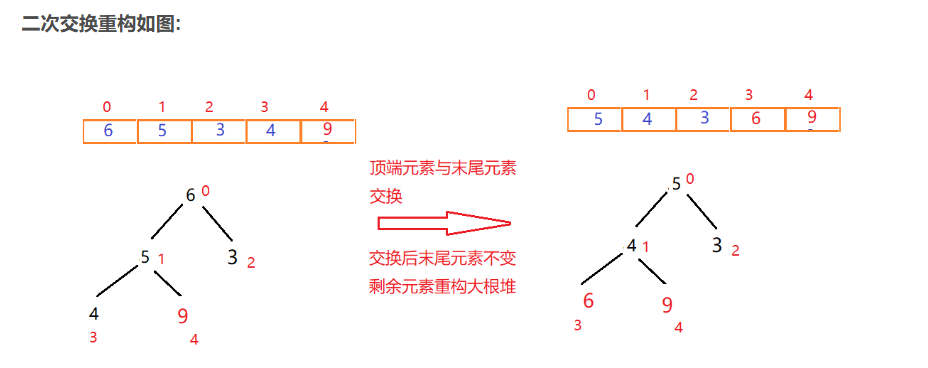 二次交换重构如图:
0 1 2 3 4
6 5 3 4 9
0 1 2 3 4
5 4 3 6 9
顶端元素与末尾元素
交换
交换后末尾元素不变
剩余元素重构大根堆
6 0
5 1
3 2
4
9
3
4
5 0
4 1
3 2
6
9
3
4